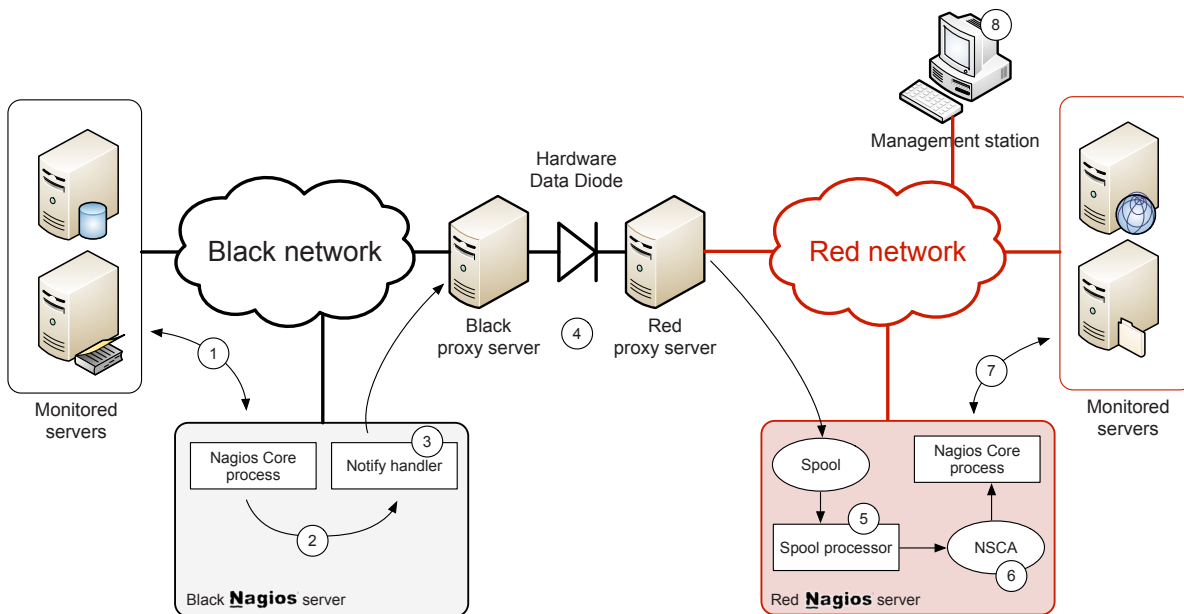 8
Management station
Hardware
Data Diode
Black network
Red network
Black
proxy server
4
Red
proxy server
1
7
Monitored
servers
Monitored
servers
Nagios Core
process
3
Notify handler
2
Black Nagios server
Spool
Nagios Core
process
5
Spool processor
NSCA
6
Red Nagios server